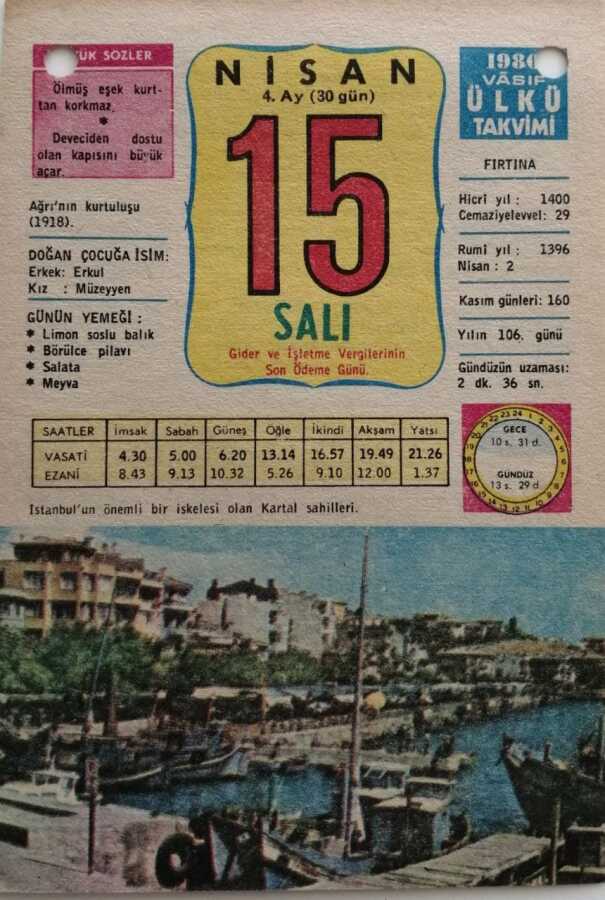 ÜK SÖZLER
Ölmüş eşek kurt-
tan korkmaz.
*
Deveciden dostu
olan kapısını büyük
açar.
Ağrı'nın kurtuluşu
(1918).
DOĞAN ÇOCUĞA İSİM:
Erkek: Erkul
Kız : Müzeyyen
GÜNÜN YEMEĞİ :
* Limon soslu balık
* Börülce pilavı
* Salata
* Meyva
NİSAN
4. Ay (30 gün)
15
SALI
Gider ve İşletme Vergilerinin
Son Ödeme Günü.
1980
VÂSIF
ÜLKÜ
TAKVİMİ
FIRTINA
Hicrî yıl : 1400
Cemaziyelevvel: 29
Rumî yıl : 1396
Nisan : 2
Kasım günleri: 160
Yılın 106. günü
Gündüzün uzaması:
2 dk. 36 sn.
SAATLER İmsak Sabah Güneş Öğle İkindi Akşam Yatsı
VASATİ 4.30 5.00 6.20 13.14 16.57 19.49 21.26
EZANİ 8.43 9.13 10.32 5.26 9.10 12.00 1.37
GECE
10 s. 31 d.
GÜNDÜZ
13 s. 29 d.
İstanbul'un önemli bir iskelesi olan Kartal sahilleri.